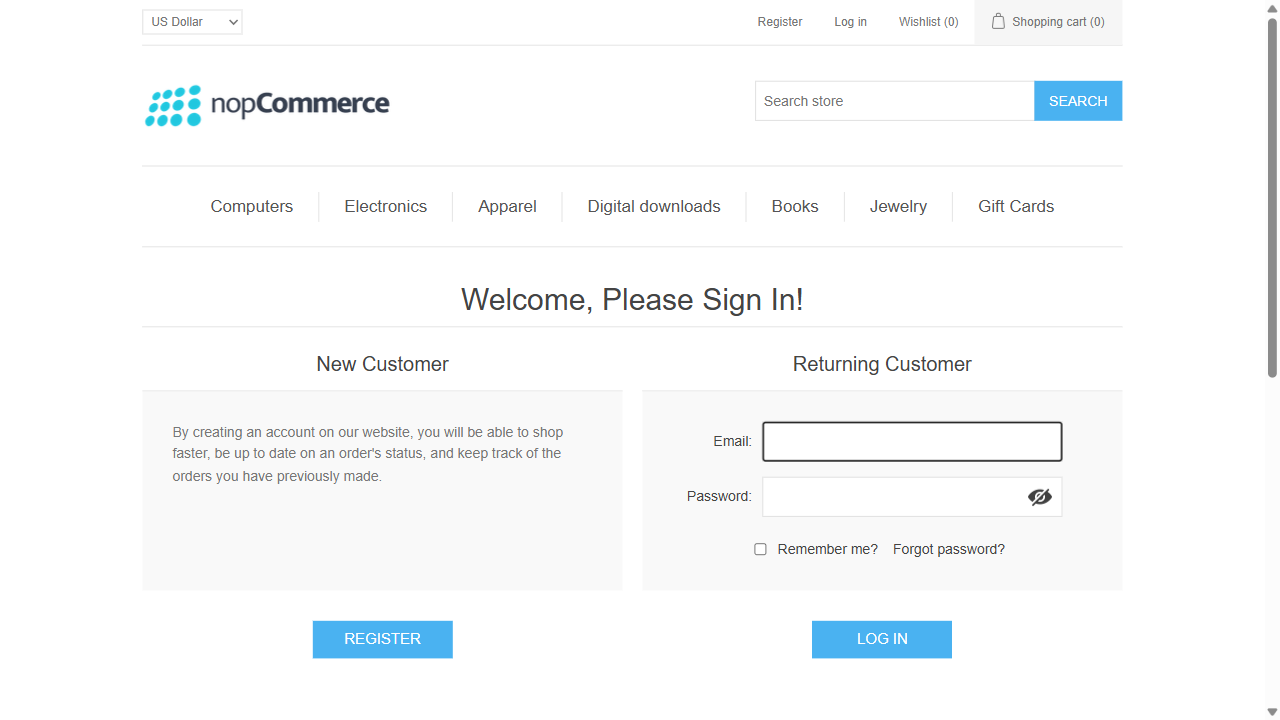 US Dollar
Register
Log in
Wishlist (0)
Shopping cart (0)
nopCommerce
Search store
SEARCH
Computers
Electronics
Apparel
Digital downloads
Books
Jewelry
Gift Cards
Welcome, Please Sign In!
New Customer
By creating an account on our website, you will be able to shop
faster, be up to date on an order's status, and keep track of the
orders you have previously made.
REGISTER
Returning Customer
Email:
Password:
Remember me?
Forgot password?
LOG IN